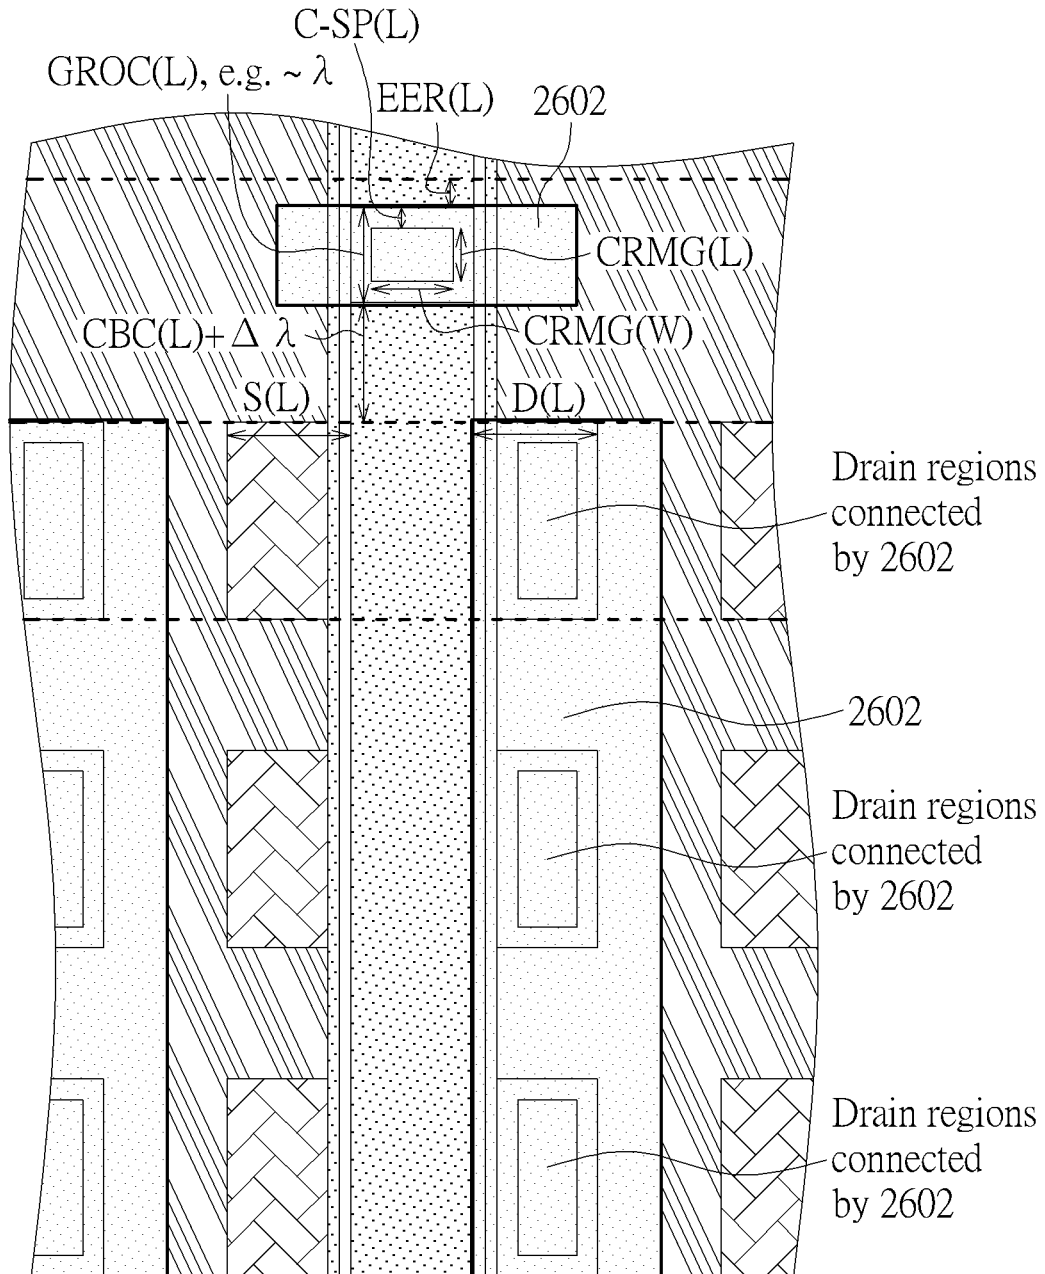 C-SP(L)
GROC(L), e.g. ~ λ
EER(L)
2602
CRMG(L)
CBC(L)+ Δ λ
CRMG(W)
S(L)
D(L)
Drain regions
connected
by 2602
2602
Drain regions
connected
by 2602
Drain regions
connected
by 2602